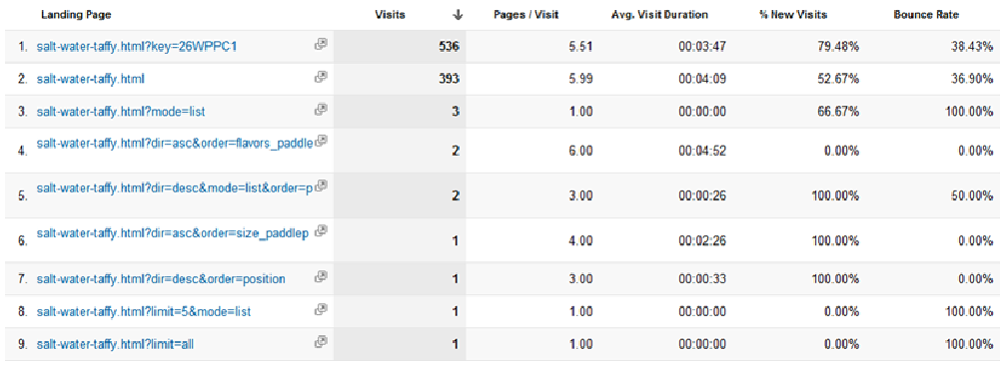 Landing Page Visits Pages / Visit Avg. Visit Duration % New Visits Bounce Rate
1. salt-water-taffy.html?key=26WPPC1 536 5.51 00:03:47 79.48% 38.43%
2. salt-water-taffy.html 393 5.99 00:04:09 52.67% 36.90%
3. salt-water-taffy.html?mode=list 3 1.00 00:00:00 66.67% 100.00%
4. salt-water-taffy.html?dir=asc&order=flavors_paddle 2 6.00 00:04:52 0.00% 0.00%
5. salt-water-taffy.html?dir=desc&mode=list&order=p 2 3.00 00:00:26 100.00% 50.00%
6. salt-water-taffy.html?dir=asc&order=size_paddlep 1 4.00 00:02:26 100.00% 0.00%
7. salt-water-taffy.html?dir=desc&order=position 1 3.00 00:00:33 100.00% 0.00%
8. salt-water-taffy.html?limit=5&mode=list 1 1.00 00:00:00 0.00% 100.00%
9. salt-water-taffy.html?limit=all 1 1.00 00:00:00 0.00% 100.00%